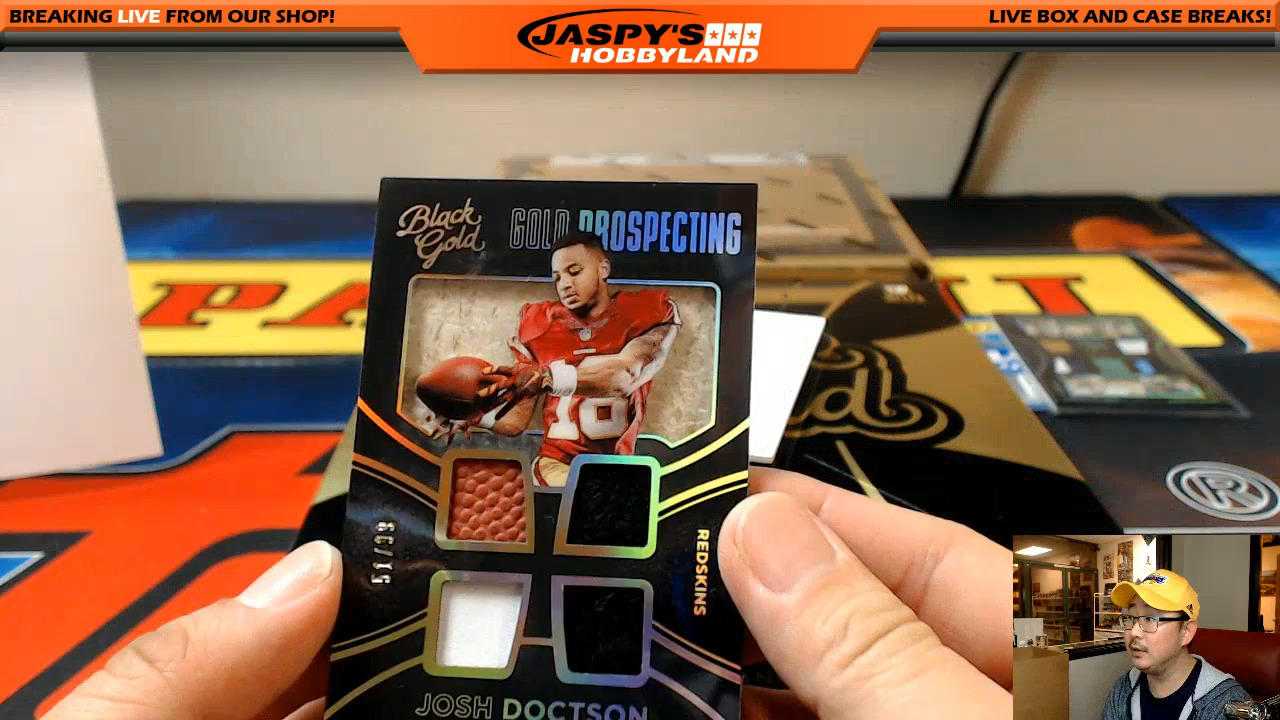 BREAKING LIVE FROM OUR SHOP!
JASPY'S
HOBBYLAND
LIVE BOX AND CASE BREAKS!
Black
Gold
GOLD PROSPECTING
18
REDSKINS
JOSH DOCTSON
R